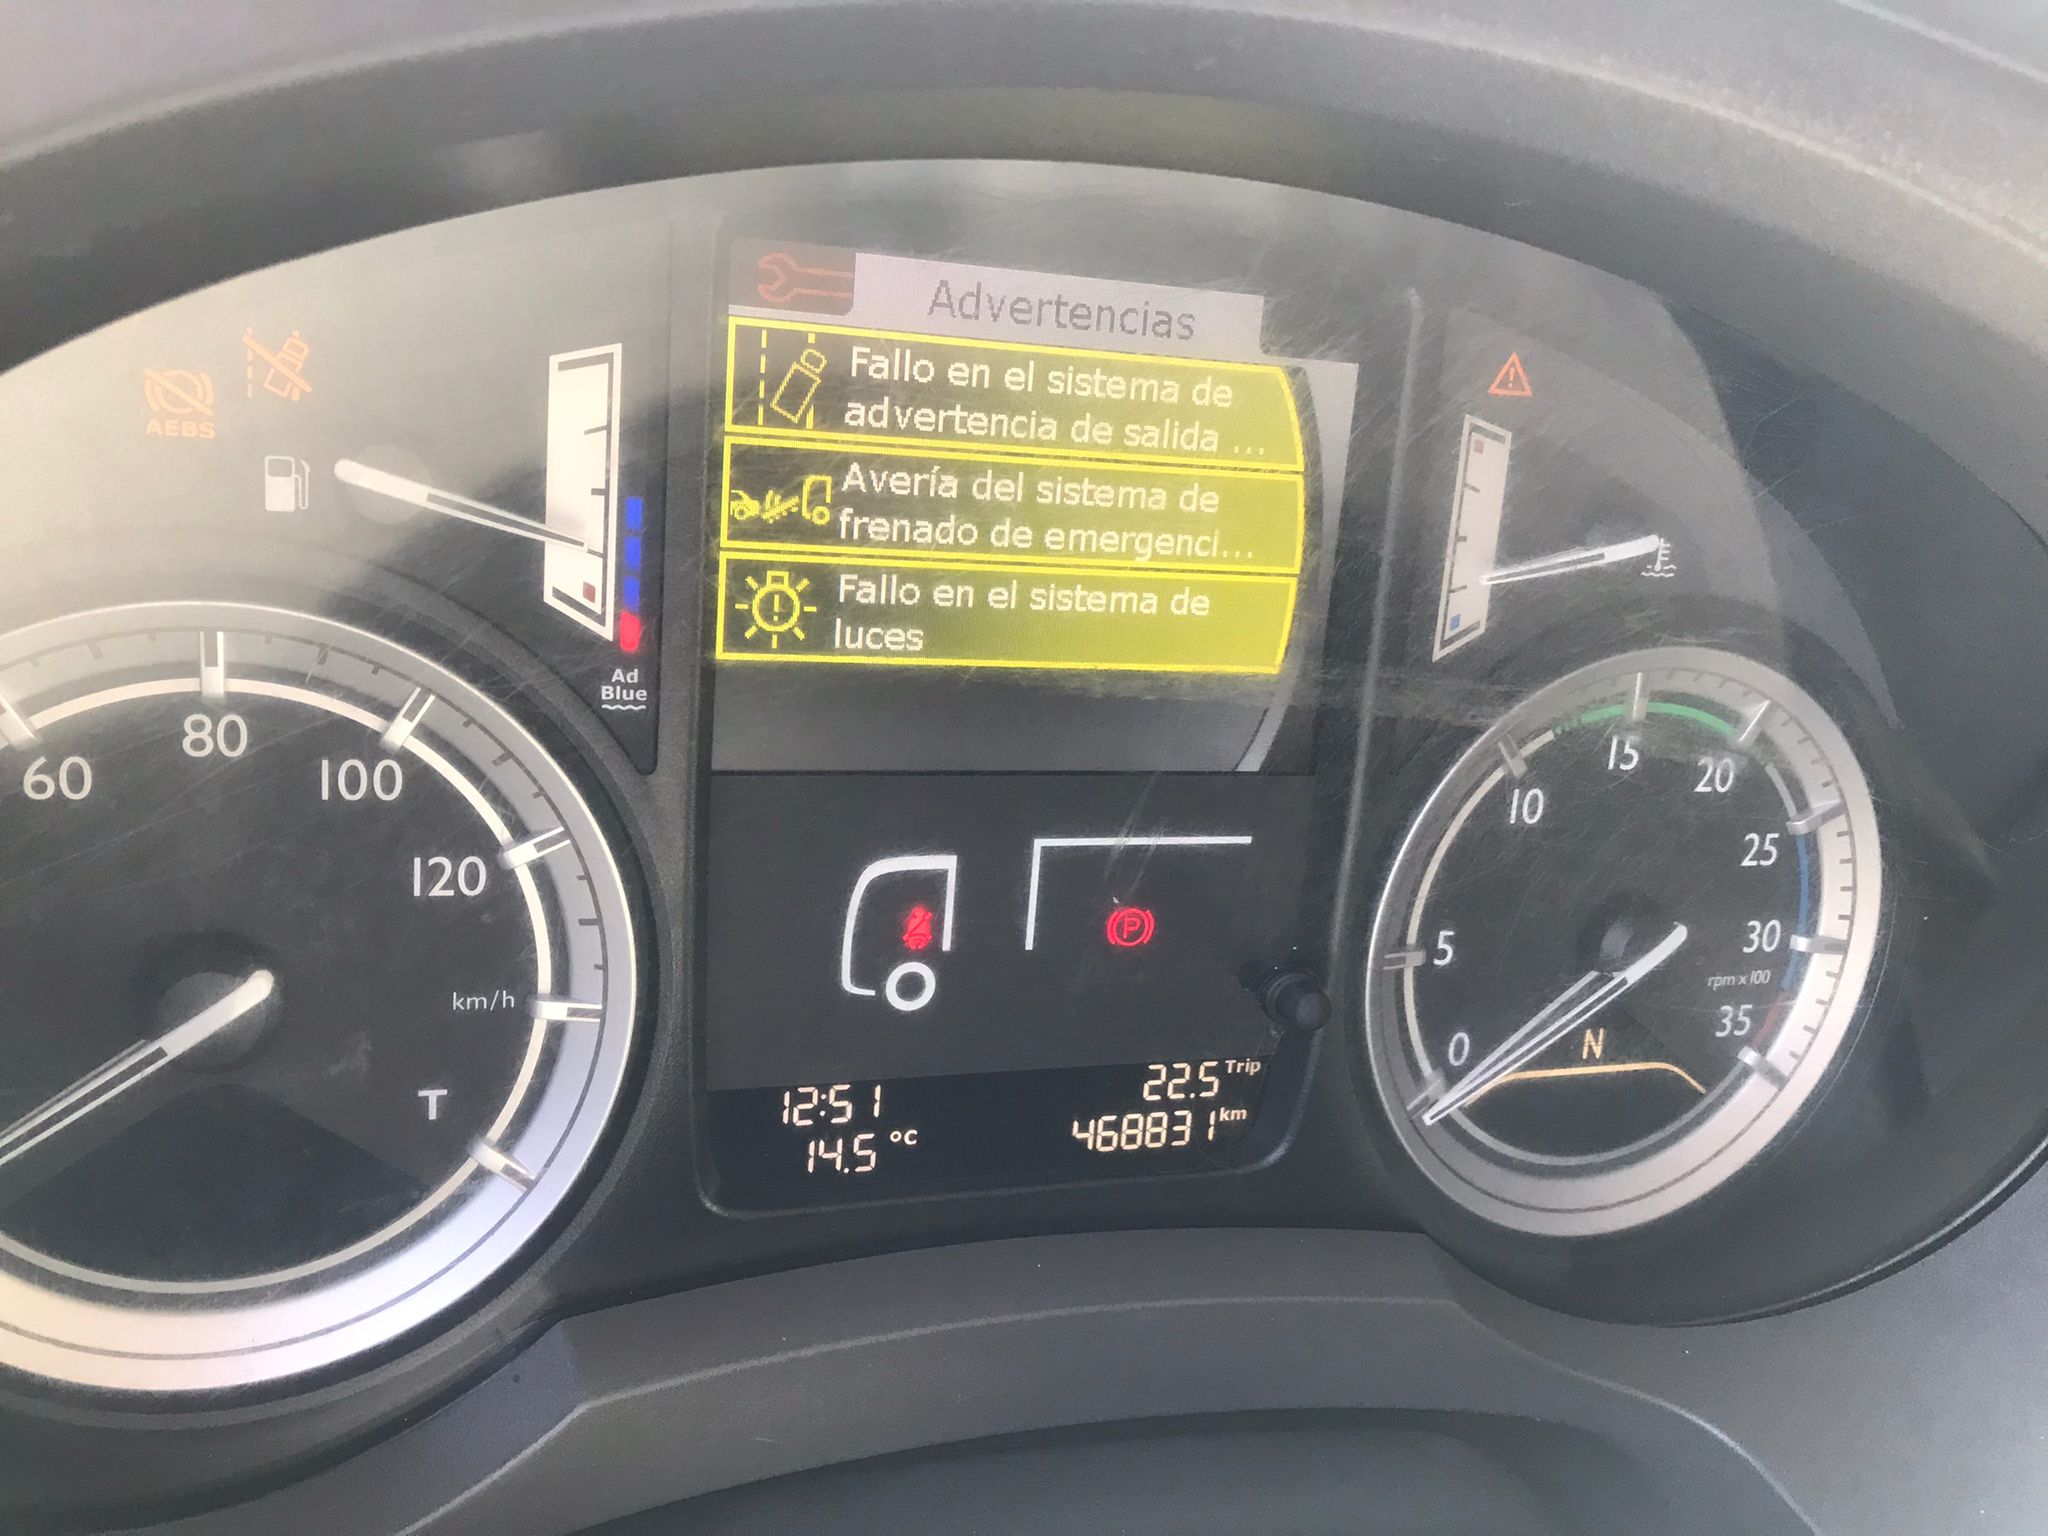 Advertencias
Fallo en el sistema de
advertencia de salida ...
Avería del sistema de
frenado de emergenci...
Fallo en el sistema de
luces
AEBS
Ad
Blue
60
80
100
120
km/h
T
P
12:51
14.5 °C
22.5 Trip
468831 km
0
5
10
15
20
25
30
35
rpm x 100
N